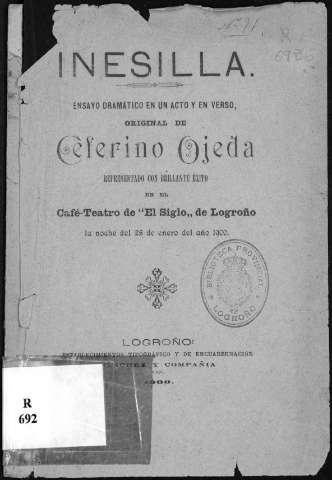 INESILLA.
ENSAYO DRAMÁTICO EN UN ACTO Y EN VERSO,
ORIGINAL DE
Ceferino Ojeda
REPRESENTADO CON BRILLANTE ÉXITO
EN EL
Café-Teatro de "El Siglo„ de Logroño
la noche del 28 de enero del año 1900.
BIBLIOTECA PROVINCIAL
LOGROÑO
LOGROÑO:
ESTABLECIMIENTOS TIPOGRÁFICO Y DE ENCUADERNACIÓN
Y COMPAÑÍA
R
692